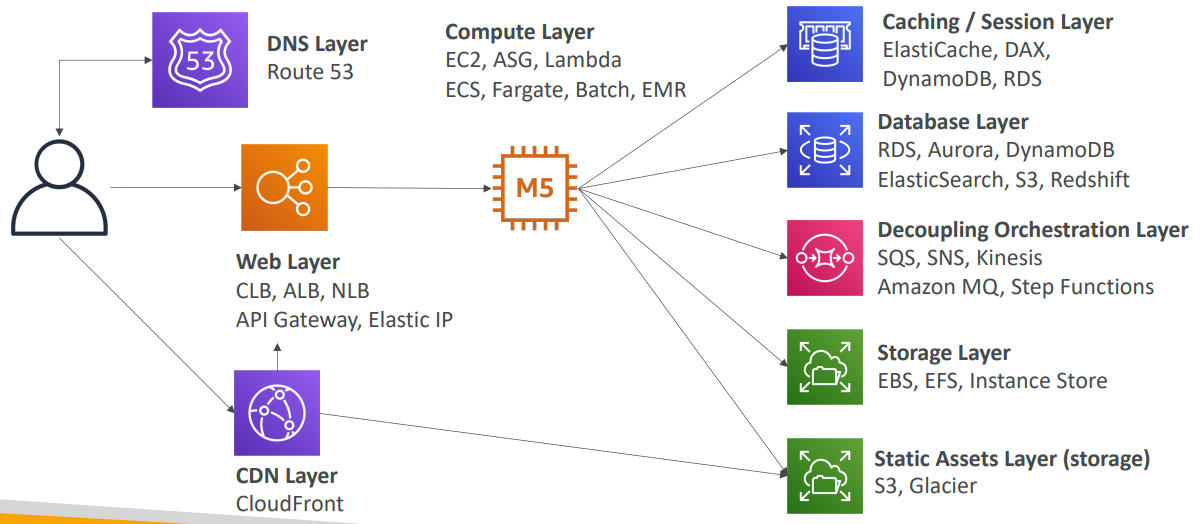 53
DNS Layer
Route 53
Compute Layer
EC2, ASG, Lambda
ECS, Fargate, Batch, EMR
Caching / Session Layer
ElastiCache, DAX,
DynamoDB, RDS
Database Layer
RDS, Aurora, DynamoDB
ElasticSearch, S3, Redshift
M5
Decoupling Orchestration Layer
SQS, SNS, Kinesis
Amazon MQ, Step Functions
Web Layer
CLB, ALB, NLB
API Gateway, Elastic IP
Storage Layer
EBS, EFS, Instance Store
CDN Layer
CloudFront
Static Assets Layer (storage)
S3, Glacier